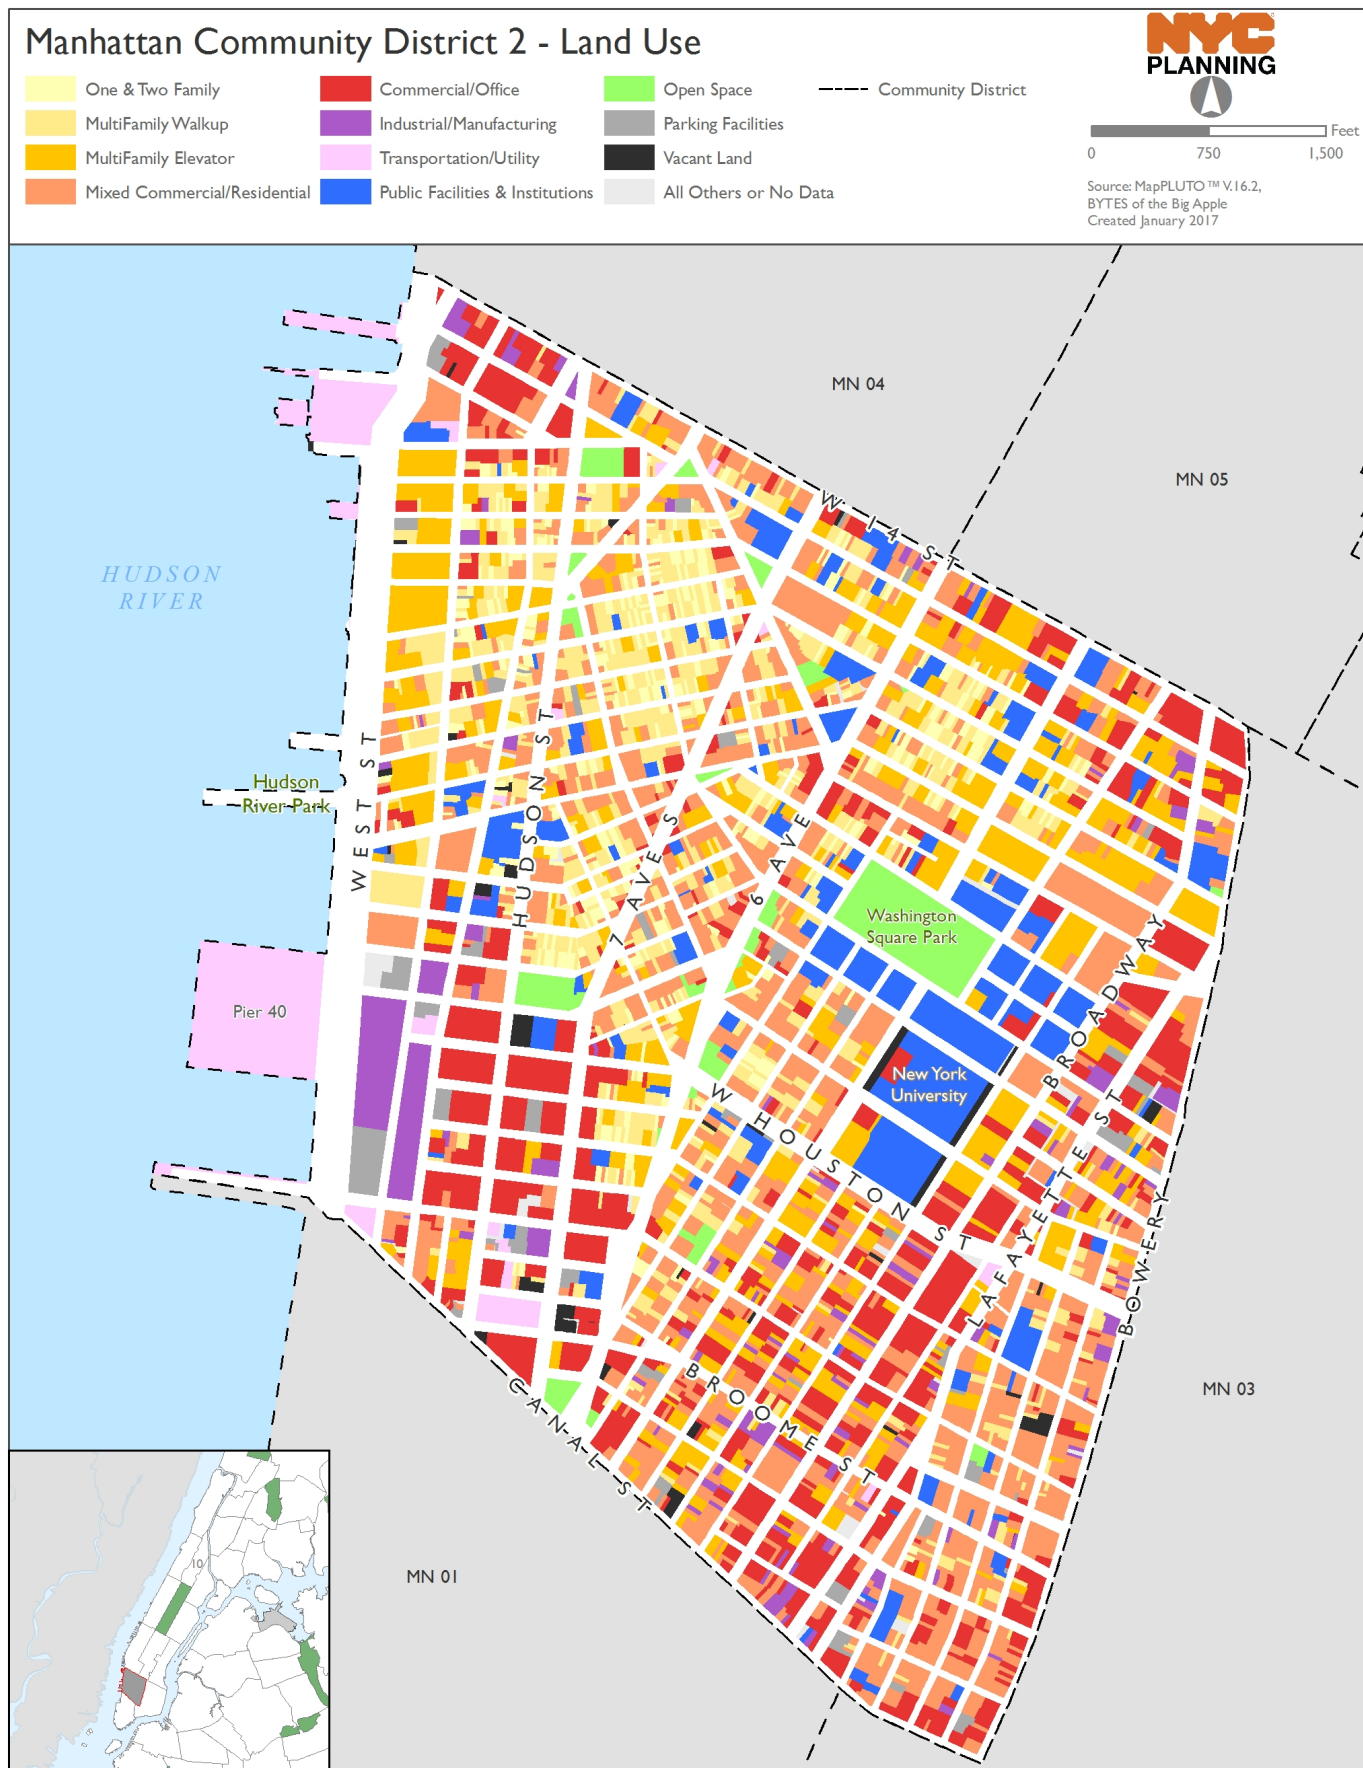 Manhattan Community District 2 - Land Use
NYC
PLANNING
One & Two Family
MultiFamily Walkup
MultiFamily Elevator
Mixed Commercial/Residential
Commercial/Office
Industrial/Manufacturing
Transportation/Utility
Public Facilities & Institutions
Open Space
Parking Facilities
Vacant Land
All Others or No Data
Community District
Feet
0 750 1,500
Source: MapPLUTO™ V.16.2,
BYTES of the Big Apple
Created January 2017
MN 04
MN 05
W 14 ST
HUDSON
RIVER
HUDSON ST
WEST ST
Hudson
River Park
7 AVE S
6 AVE
Washington
Square Park
BROADWAY
Pier 40
New York
University
W HOUSTON ST
LAFAYETTE ST
BOWERY
BROOME ST
CANAL ST
MN 03
MN 01
10